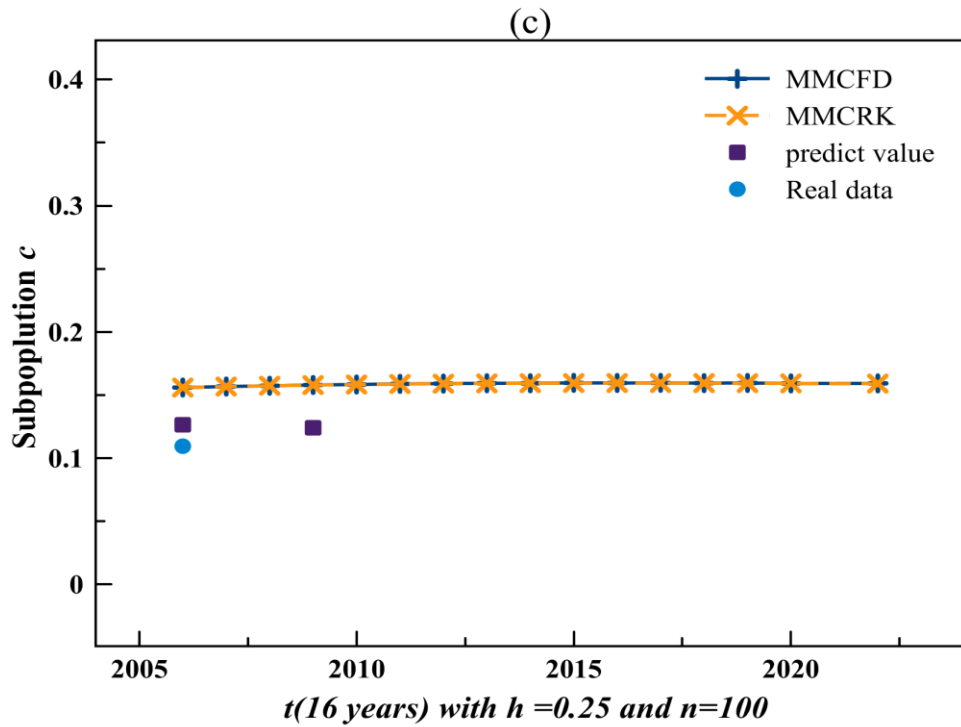 (c)
MMCFD
MMCRK
predict value
Real data
Subpoplution c
0.4
0.3
0.2
0.1
0
2005 2010 2015 2020
t(16 years) with h =0.25 and n=100